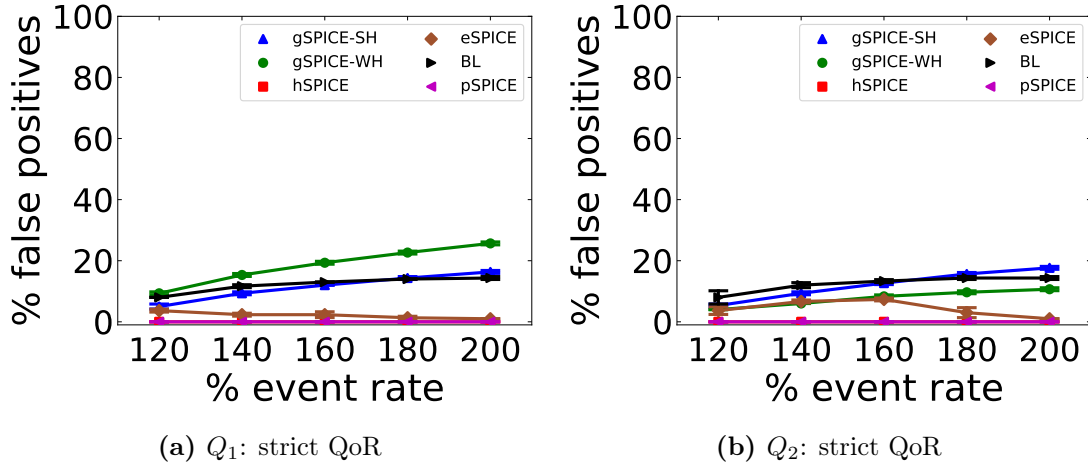 100
80
60
40
20
0
% false positives
gSPICE-SH
gSPICE-WH
hSPICE
eSPICE
BL
pSPICE
120 140 160 180 200
% event rate
(a) Q1: strict QoR
100
80
60
40
20
0
% false positives
gSPICE-SH
gSPICE-WH
hSPICE
eSPICE
BL
pSPICE
120 140 160 180 200
% event rate
(b) Q2: strict QoR